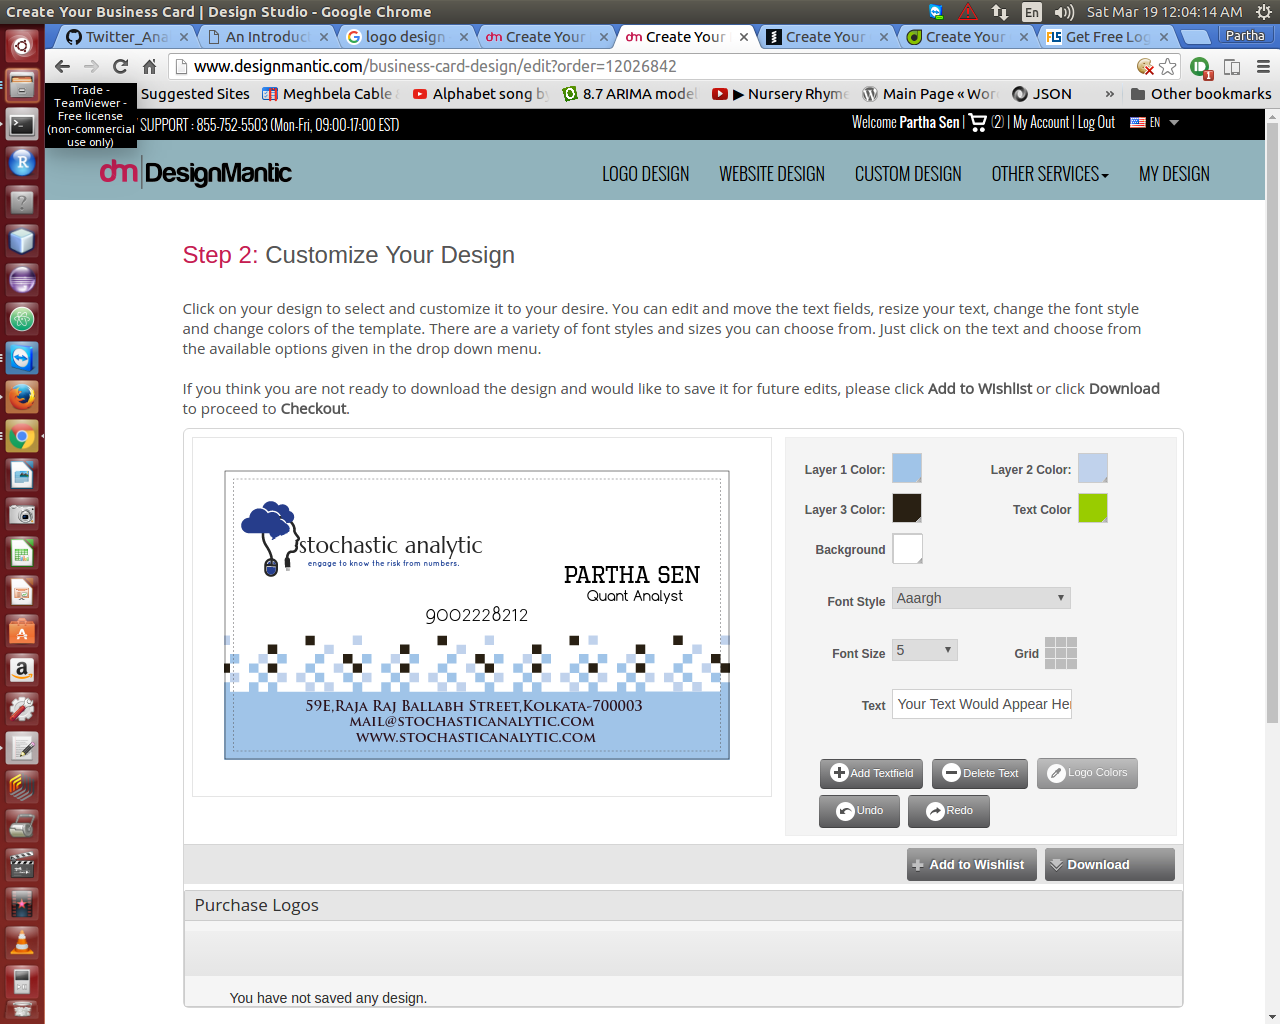 Create Your Business Card | Design Studio - Google Chrome
En
Sat Mar 19 12:04:14 AM
Twitter_Ana
An Introduc
logo design
Create Your
Create Your
Create Your
Create Your
Get Free Log
Partha
www.designmantic.com/business-card-design/edit?order=12026842
1
Trade -
TeamViewer -
Free license
(non-commercial
use only)
Suggested Sites
Meghbela Cable
Alphabet song by
8.7 ARIMA model
▶ Nursery Rhyme
Main Page « Wor
JSON
»
Other bookmarks
SUPPORT : 855-752-5503 (Mon-Fri, 09:00-17:00 EST)
Welcome Partha Sen | (2) | My Account | Log Out
EN
dm DesignMantic
LOGO DESIGN
WEBSITE DESIGN
CUSTOM DESIGN
OTHER SERVICES
MY DESIGN
Step 2: Customize Your Design
Click on your design to select and customize it to your desire. You can edit and move the text fields, resize your text, change the font style
and change colors of the template. There are a variety of font styles and sizes you can choose from. Just click on the text and choose from
the available options given in the drop down menu.
If you think you are not ready to download the design and would like to save it for future edits, please click Add to Wishlist or click Download
to proceed to Checkout.
stochastic analytic
engage to know the risk from numbers.
PARTHA SEN
Quant Analyst
9002228212
59E,Raja Raj Ballabh Street,Kolkata-700003
mail@stochasticanalytic.com
www.stochasticanalytic.com
Layer 1 Color:
Layer 2 Color:
Layer 3 Color:
Text Color
Background
Font Style
Aaargh
Font Size
5
Grid
Text
Your Text Would Appear Her
Add Textfield
Delete Text
Logo Colors
Undo
Redo
Add to Wishlist
Download
Purchase Logos
You have not saved any design.